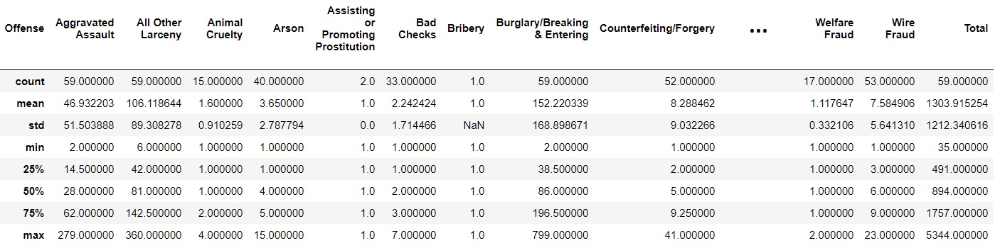 Offense Aggravated Assault All Other Larceny Animal Cruelty Arson Assisting or Promoting Prostitution Bad Checks Bribery Burglary/Breaking & Entering Counterfeiting/Forgery ... Welfare Fraud Wire Fraud Total
count 59.000000 59.000000 15.000000 40.000000 2.0 33.000000 1.0 59.000000 52.000000 17.000000 53.000000 59.000000
mean 46.932203 106.118644 1.600000 3.650000 1.0 2.242424 1.0 152.220339 8.288462 1.117647 7.584906 1303.915254
std 51.503888 89.308278 0.910259 2.787794 0.0 1.714466 NaN 168.898671 9.032266 0.332106 5.641310 1212.340616
min 2.000000 6.000000 1.000000 1.000000 1.0 1.000000 1.0 2.000000 1.000000 1.000000 1.000000 35.000000
25% 14.500000 42.000000 1.000000 1.000000 1.0 1.000000 1.0 38.500000 2.000000 1.000000 3.000000 491.000000
50% 28.000000 81.000000 1.000000 4.000000 1.0 2.000000 1.0 86.000000 5.000000 1.000000 6.000000 894.000000
75% 62.000000 142.500000 2.000000 5.000000 1.0 3.000000 1.0 196.500000 9.250000 1.000000 9.000000 1757.000000
max 279.000000 360.000000 4.000000 15.000000 1.0 7.000000 1.0 799.000000 41.000000 2.000000 23.000000 5344.000000